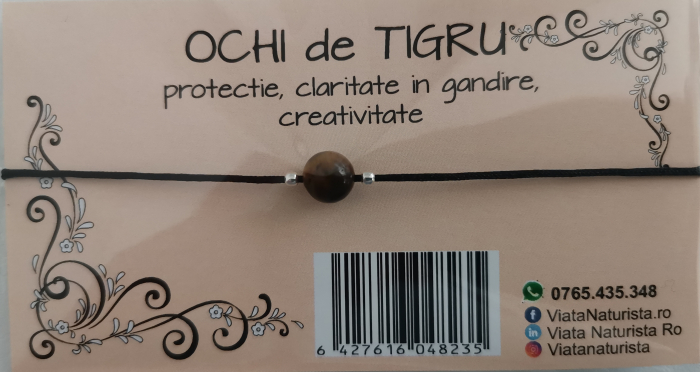 OCHI de TIGRU
protectie, claritate in gandire,
creativitate
6 427616 048235
0765.435.348
ViataNaturista.ro
Viata Naturista Ro
Viatanaturista